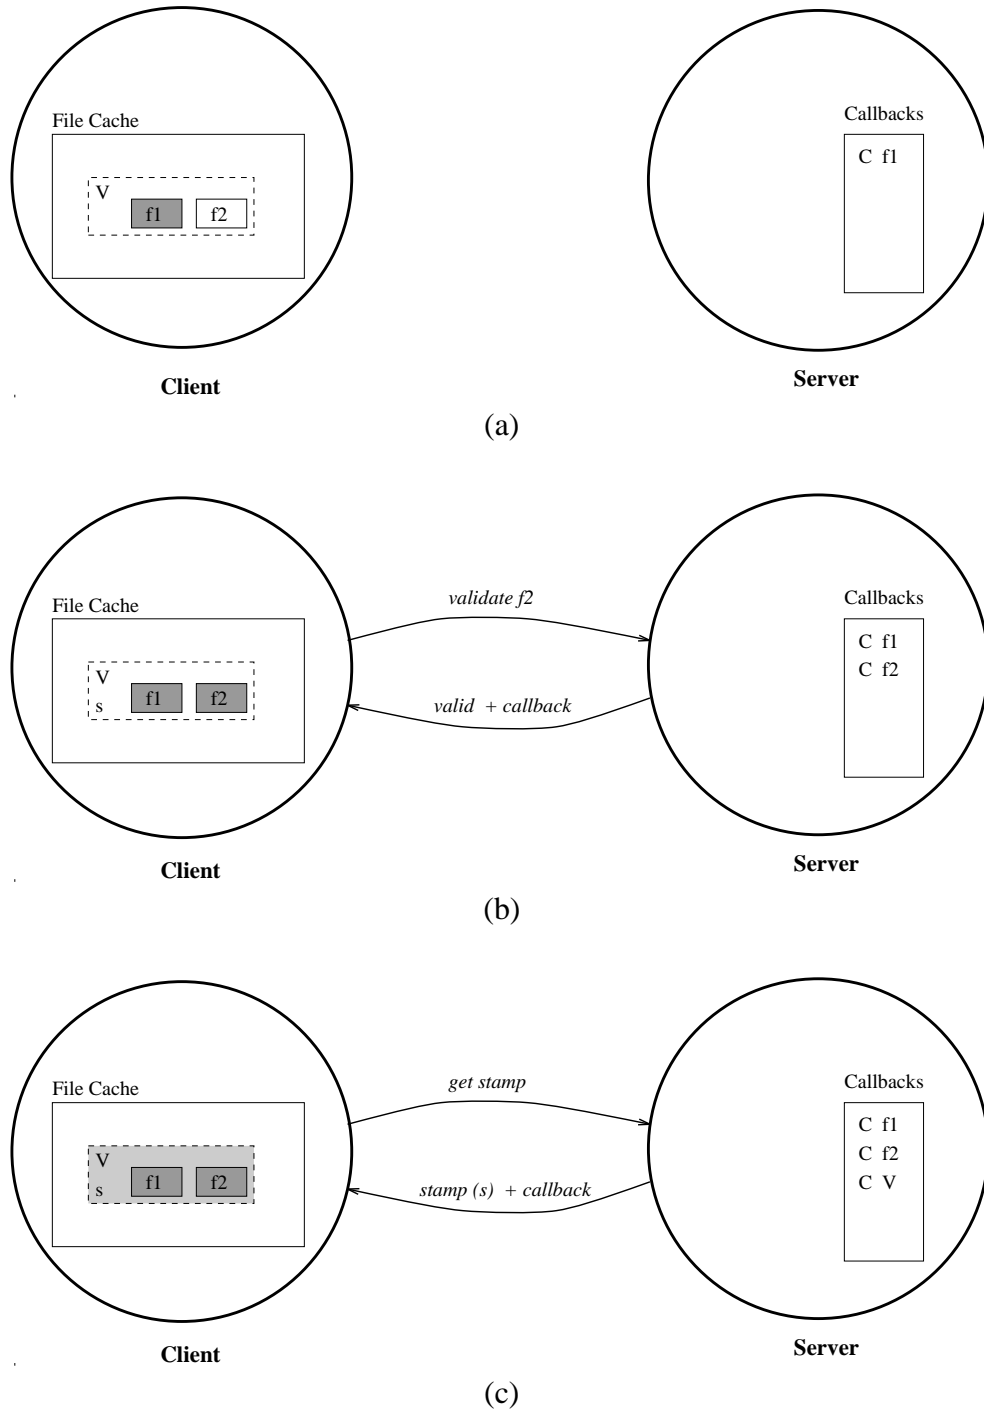 File Cache
V
f1 f2
Client
Callbacks
C f1
Server
(a)
File Cache
V
s
f1 f2
Client
validate f2
valid + callback
Callbacks
C f1
C f2
Server
(b)
File Cache
V
s
f1 f2
Client
get stamp
stamp (s) + callback
Callbacks
C f1
C f2
C V
Server
(c)